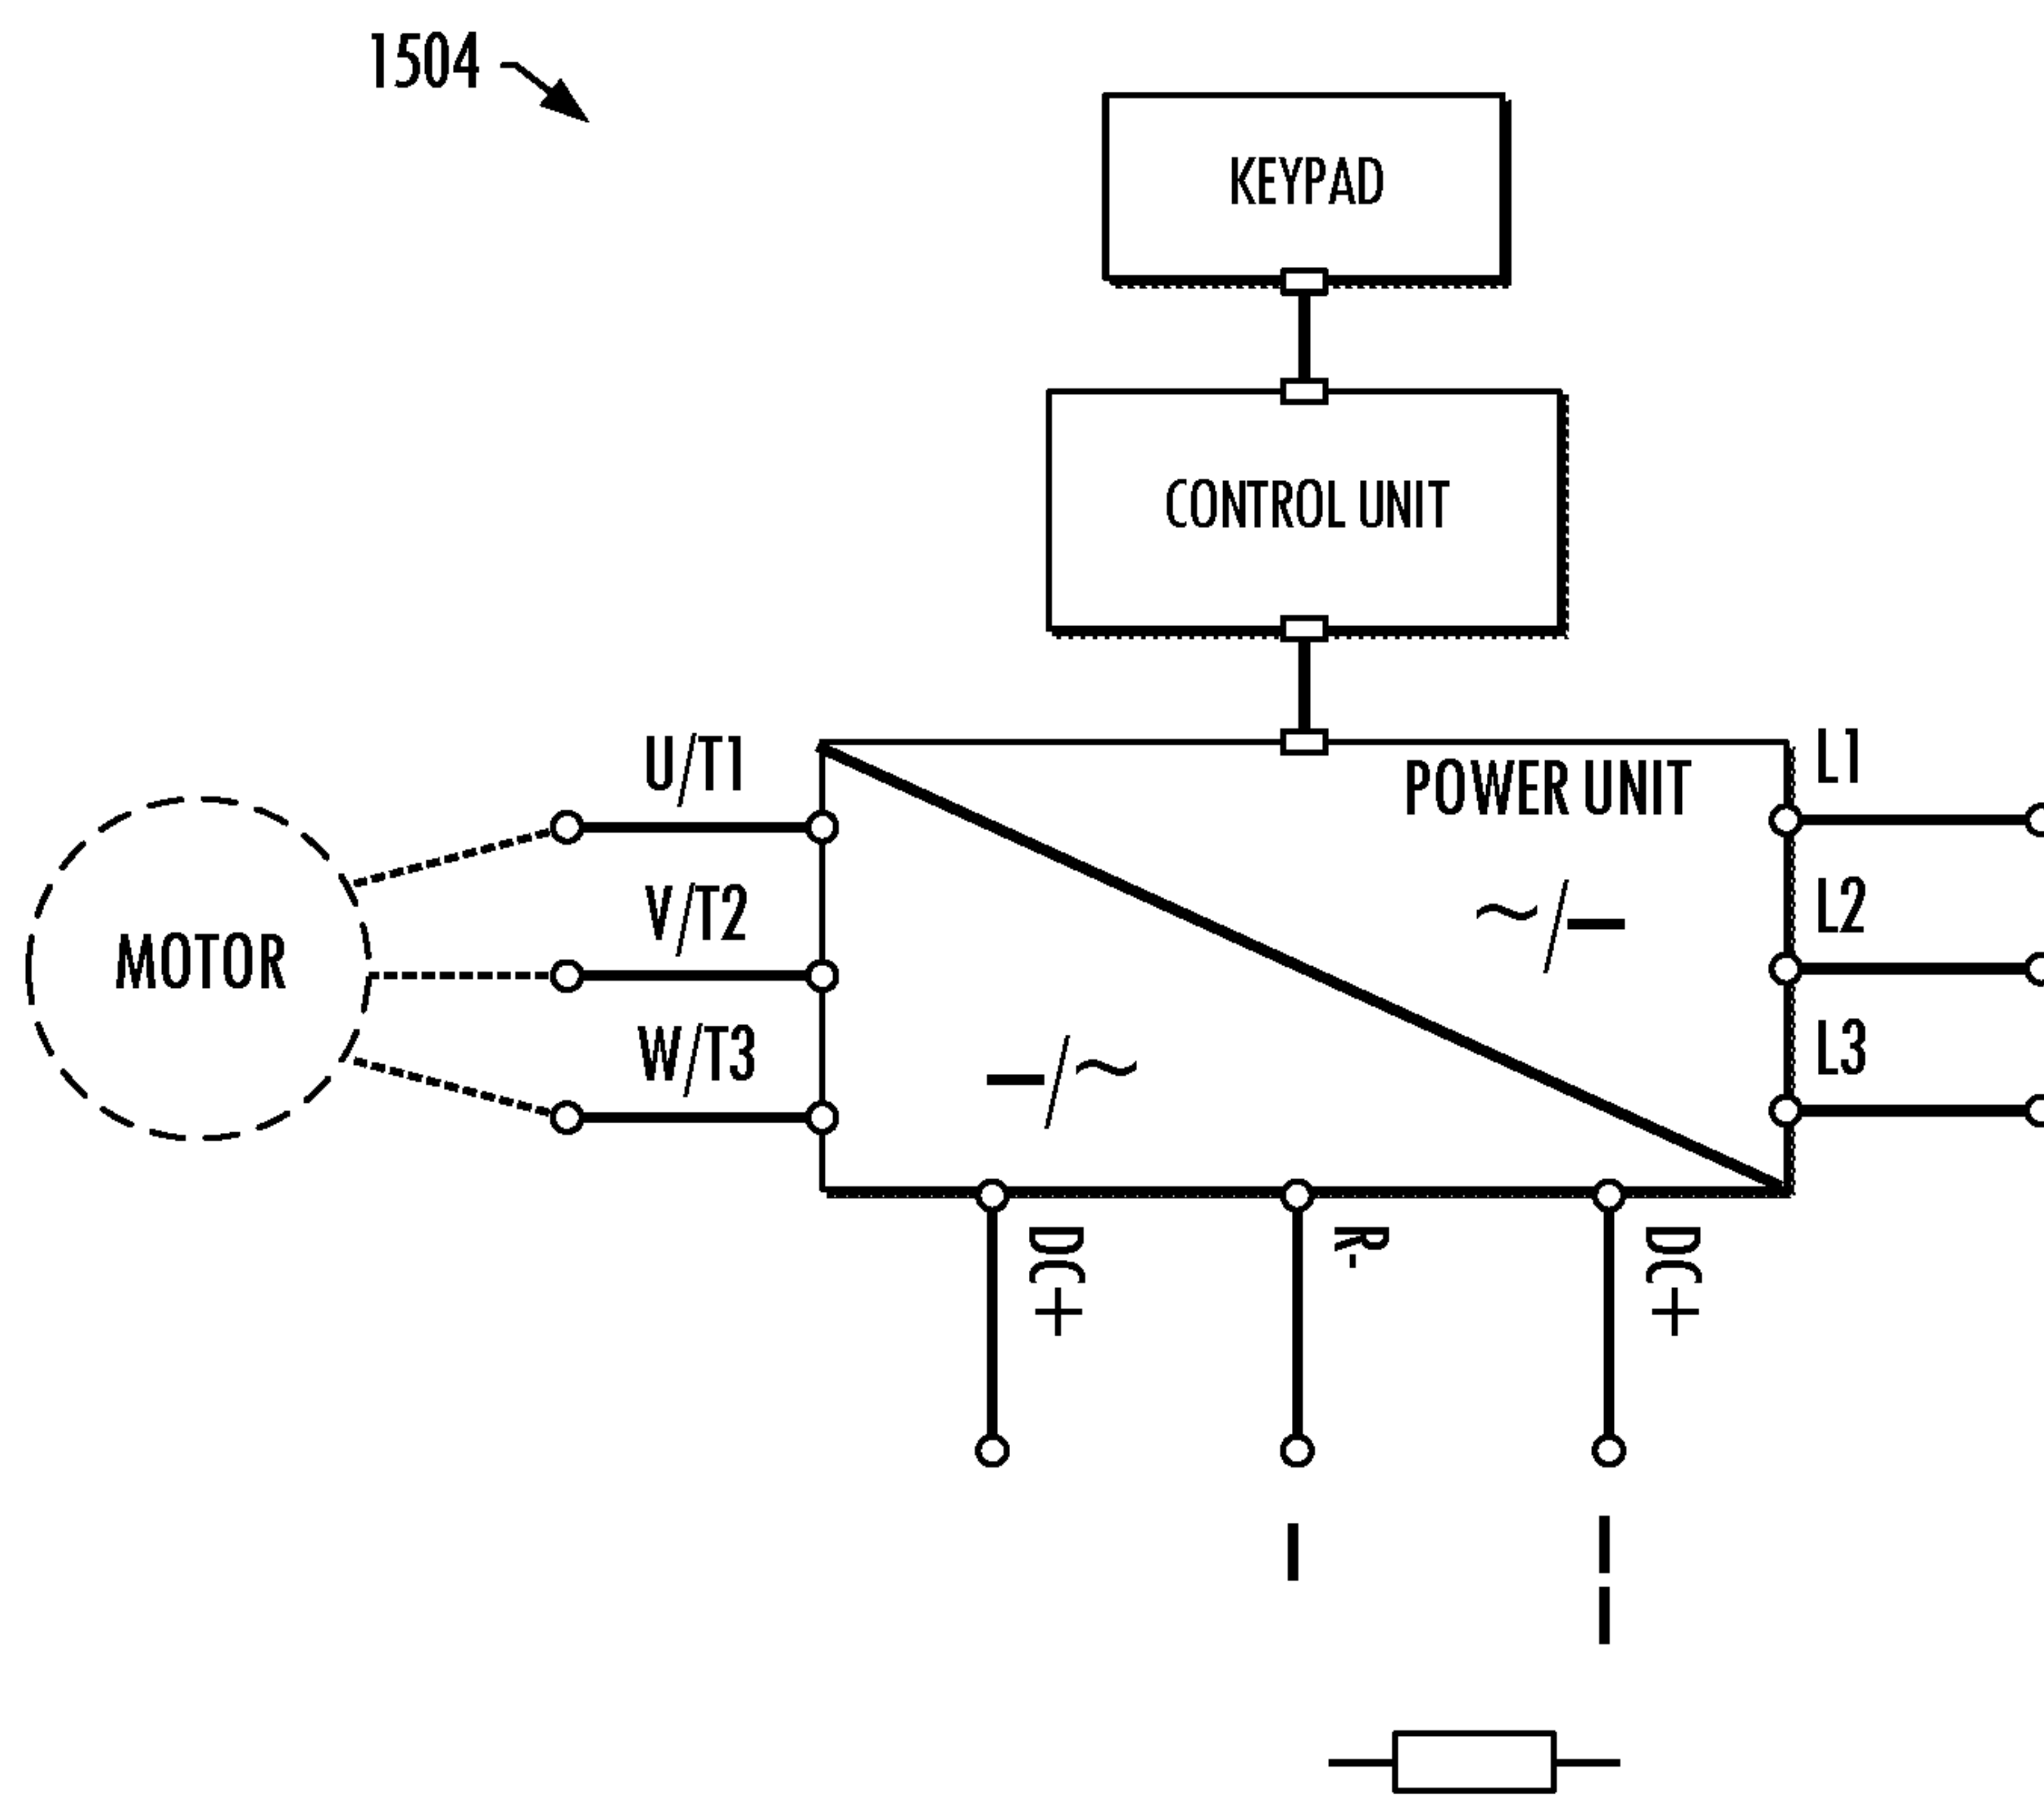 1504
KEYPAD
CONTROL UNIT
POWER UNIT
L1
U/T1
~/–
L2
V/T2
MOTOR
L3
W/T3
–/~
DC+
R-
DC+